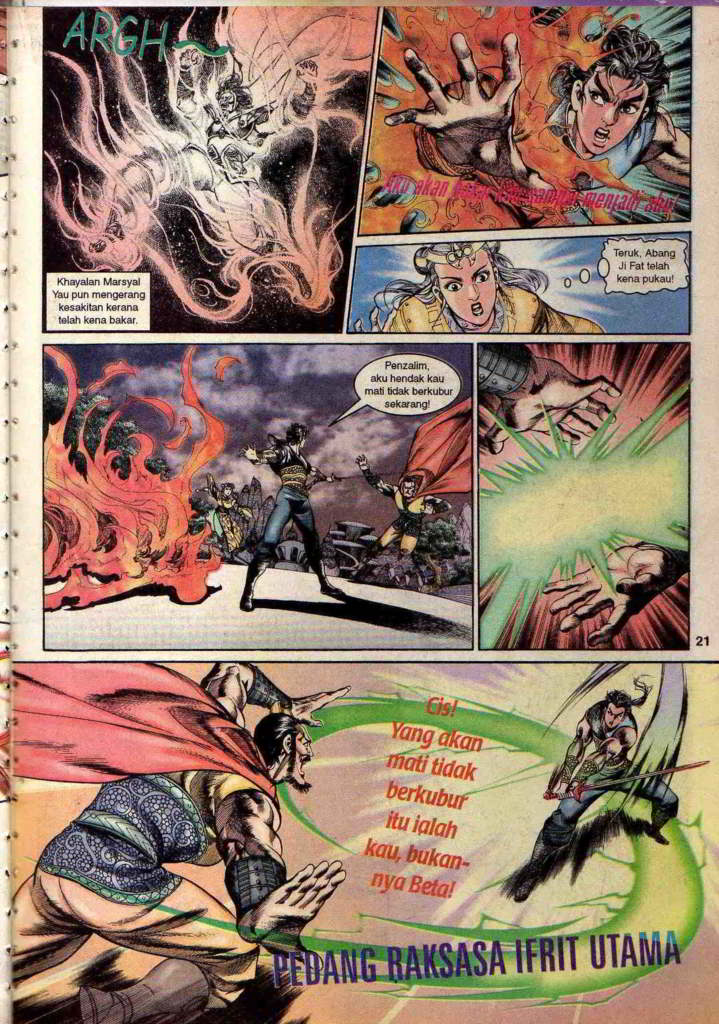 ARGH~
Khayalan Marsyal
Yau pun mengerang
kesakitan kerana
telah kena bakar.
Aku akan menjadi abu!
Teruk, Abang
Ji Fat telah
kena pukau!
Penzalim,
aku hendak kau
mati tidak berkubur
sekarang!
21
Cis!
Yang akan
mati tidak
berkubur
itu ialah
kau, bukan-
nya Beta!
PEDANG RAKSASA IFRIT UTAMA